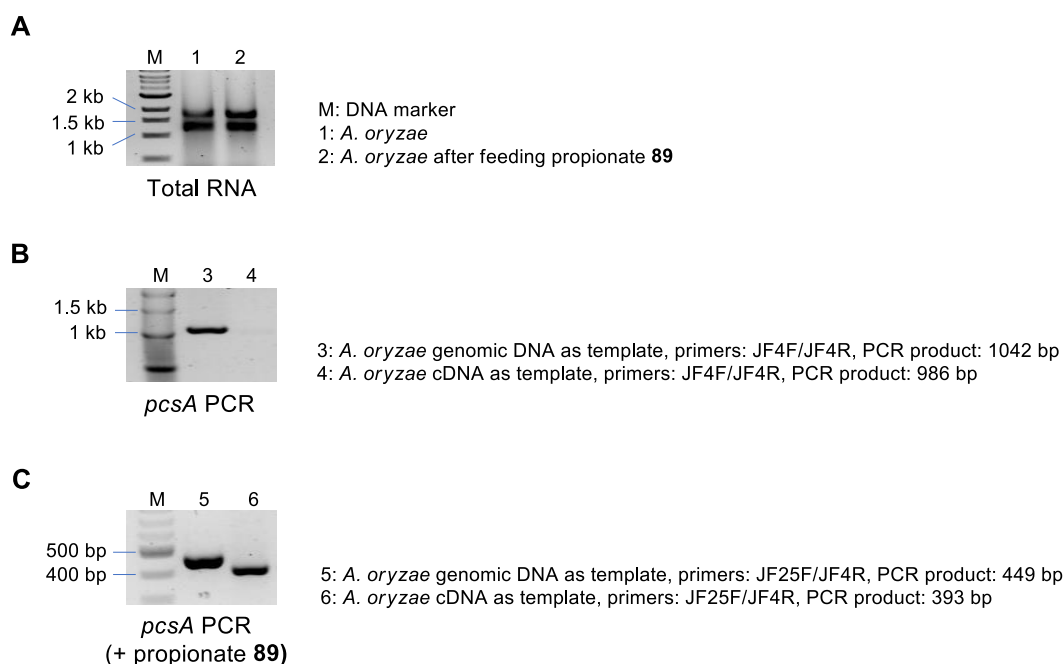 A
M 1 2
2 kb
1.5 kb
1 kb
Total RNA
M: DNA marker
1: A. oryzae
2: A. oryzae after feeding propionate 89
B
M 3 4
1.5 kb
1 kb
pcsA PCR
3: A. oryzae genomic DNA as template, primers: JF4F/JF4R, PCR product: 1042 bp
4: A. oryzae cDNA as template, primers: JF4F/JF4R, PCR product: 986 bp
C
M 5 6
500 bp
400 bp
pcsA PCR
(+ propionate 89)
5: A. oryzae genomic DNA as template, primers: JF25F/JF4R, PCR product: 449 bp
6: A. oryzae cDNA as template, primers: JF25F/JF4R, PCR product: 393 bp